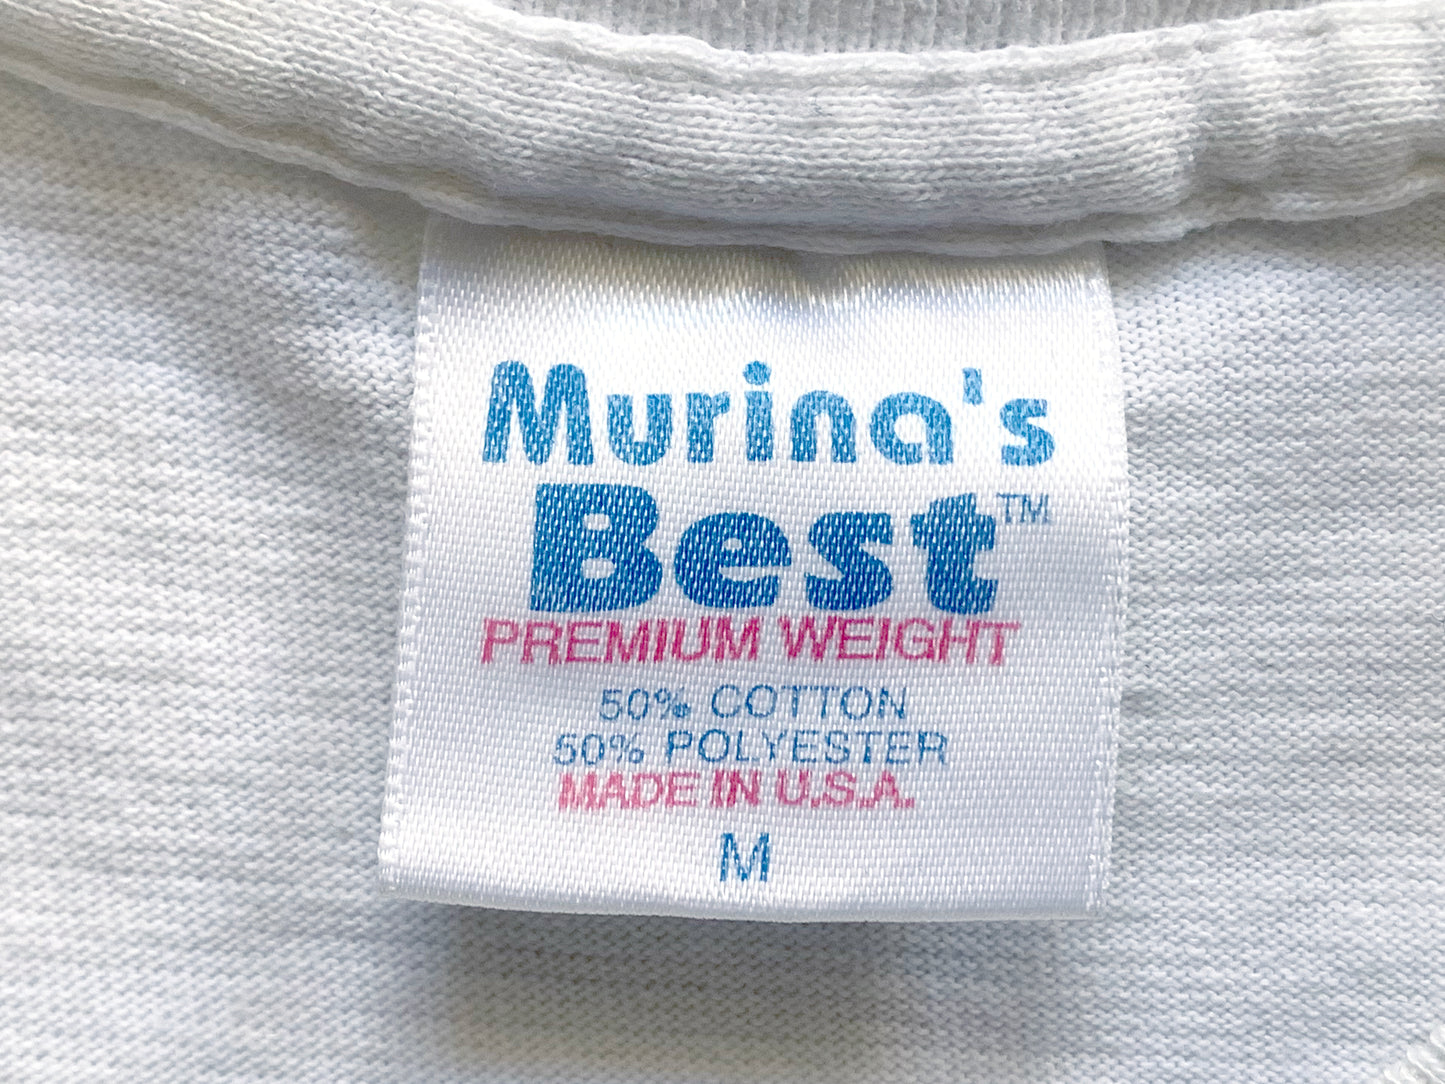 Murina's
Best™
PREMIUM WEIGHT
50% COTTON
50% POLYESTER
MADE IN U.S.A.
M